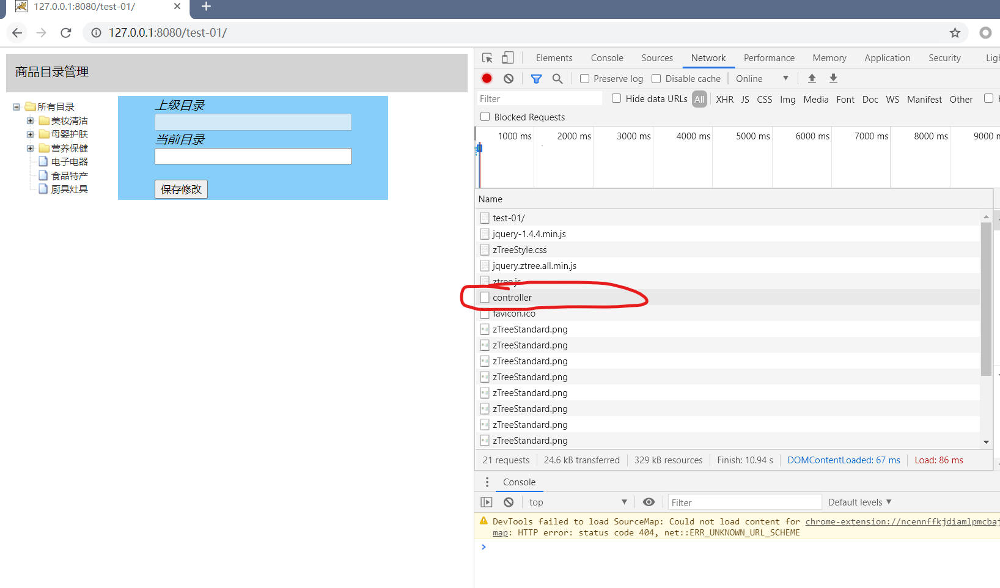 127.0.0.1:8080/test-01/
127.0.0.1:8080/test-01/
商品目录管理
所有目录
美妆清洁
母婴护肤
营养保健
电子电器
食品特产
厨具灶具
上级目录
当前目录
保存修改
Elements Console Sources Network Performance Memory Application Security
Preserve log Disable cache Online
Filter Hide data URLs All XHR JS CSS Img Media Font Doc WS Manifest Other
Blocked Requests
1000 ms 2000 ms 3000 ms 4000 ms 5000 ms 6000 ms 7000 ms 8000 ms 9000
Name
test-01/
jquery-1.4.4.min.js
zTreeStyle.css
jquery.ztree.all.min.js
ztree.js
controller
favicon.ico
zTreeStandard.png
zTreeStandard.png
zTreeStandard.png
zTreeStandard.png
zTreeStandard.png
zTreeStandard.png
zTreeStandard.png
zTreeStandard.png
21 requests 24.6 kB transferred 329 kB resources Finish: 10.94 s DOMContentLoaded: 67 ms Load: 86 ms
Console
top Filter Default levels
DevTools failed to load SourceMap: Could not load content for chrome-extension://ncennffkjdiamlpmcbaj
map: HTTP error: status code 404, net::ERR_UNKNOWN_URL_SCHEME